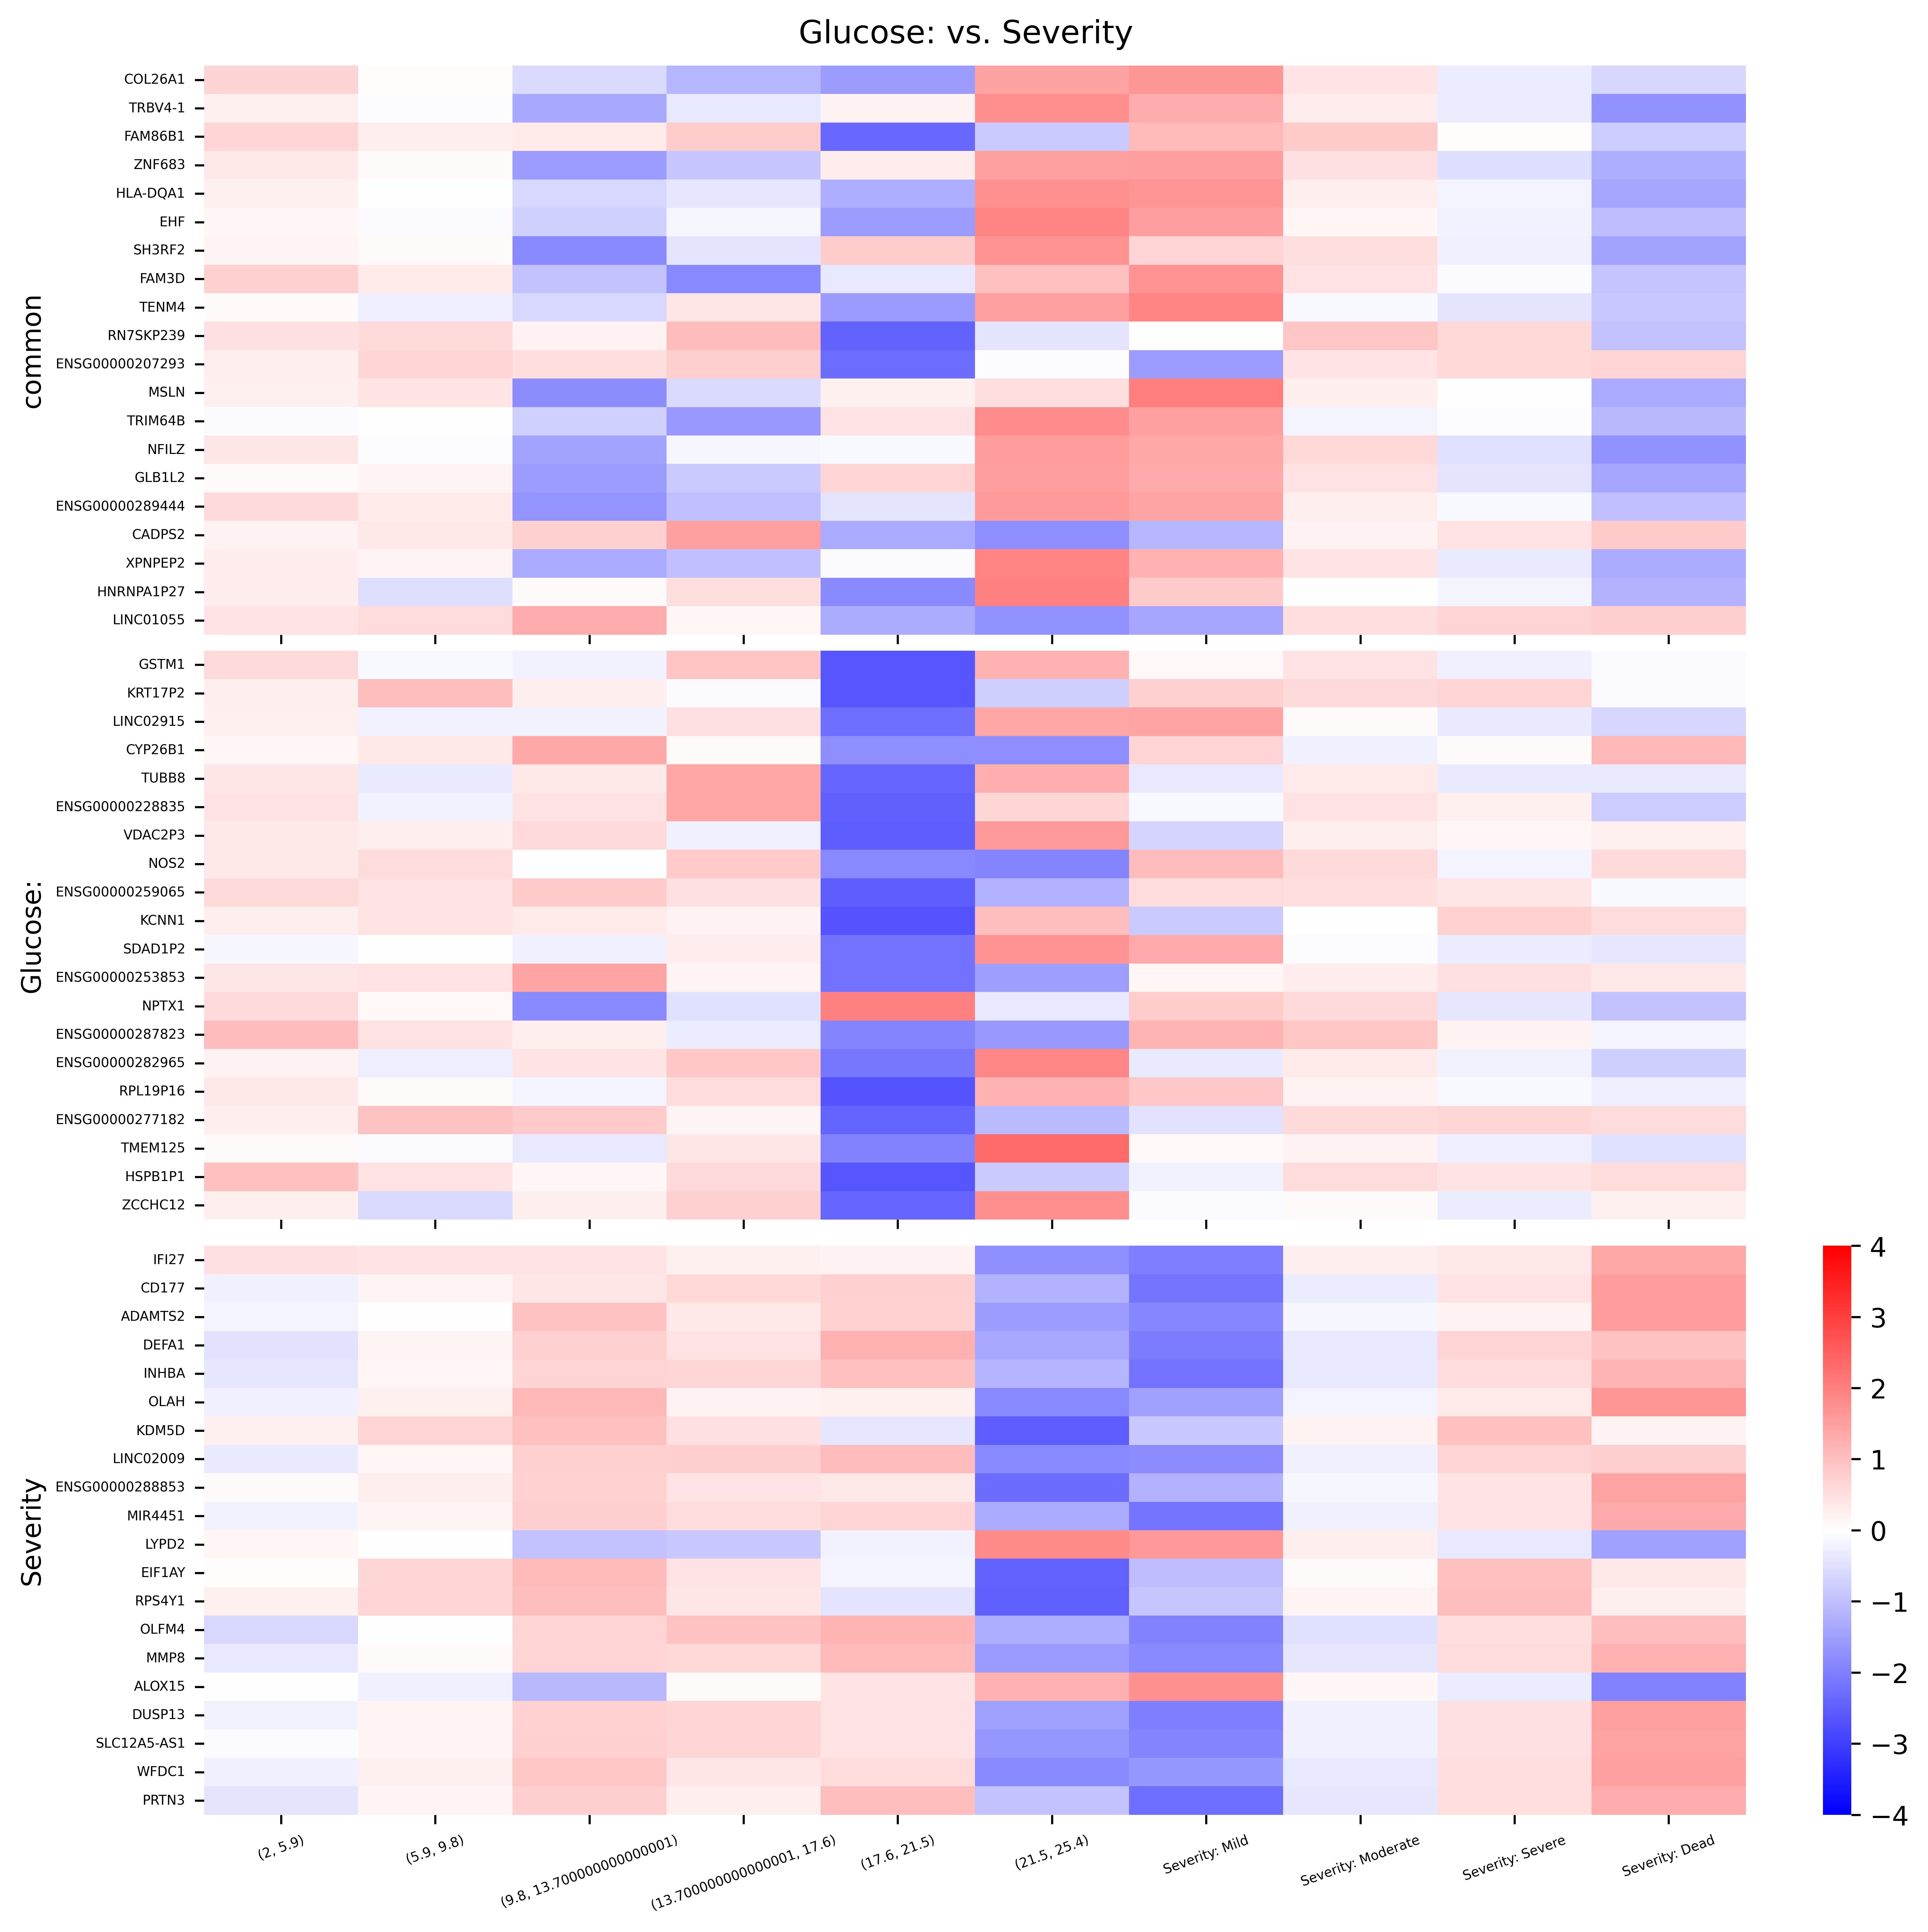 Glucose: vs. Severity
common
COL26A1
TRBV4-1
FAM86B1
ZNF683
HLA-DQA1
EHF
SH3RF2
FAM3D
TENM4
RN7SKP239
ENSG00000207293
MSLN
TRIM64B
NFILZ
GLB1L2
ENSG00000289444
CADPS2
XPNPEP2
HNRNPA1P27
LINC01055
Glucose:
GSTM1
KRT17P2
LINC02915
CYP26B1
TUBB8
ENSG00000228835
VDAC2P3
NOS2
ENSG00000259065
KCNN1
SDAD1P2
ENSG00000253853
NPTX1
ENSG00000287823
ENSG00000282965
RPL19P16
ENSG00000277182
TMEM125
HSPB1P1
ZCCHC12
Severity
IFI27
CD177
ADAMTS2
DEFA1
INHBA
OLAH
KDM5D
LINC02009
ENSG00000288853
MIR4451
LYPD2
EIF1AY
RPS4Y1
OLFM4
MMP8
ALOX15
DUSP13
SLC12A5-AS1
WFDC1
PRTN3
(2, 5.9)
(5.9, 9.8)
(9.8, 13.700000000000001)
(13.700000000000001, 17.6)
(17.6, 21.5)
(21.5, 25.4)
Severity: Mild
Severity: Moderate
Severity: Severe
Severity: Dead
4
3
2
1
0
−1
−2
−3
−4